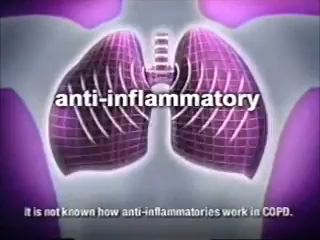 anti-inflammatory
it is not known how anti-inflammatories work in COPD.